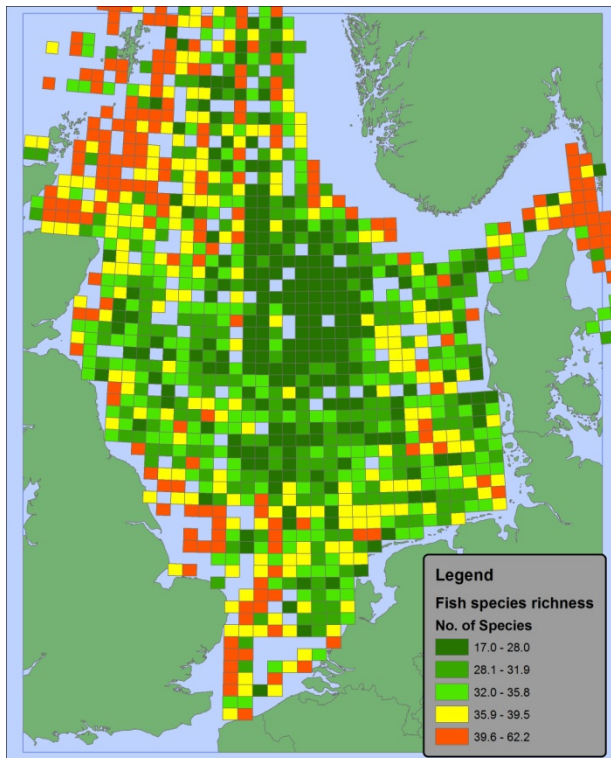 Legend
Fish species richness
No. of Species
17.0 - 28.0
28.1 - 31.9
32.0 - 35.8
35.9 - 39.5
39.6 - 62.2